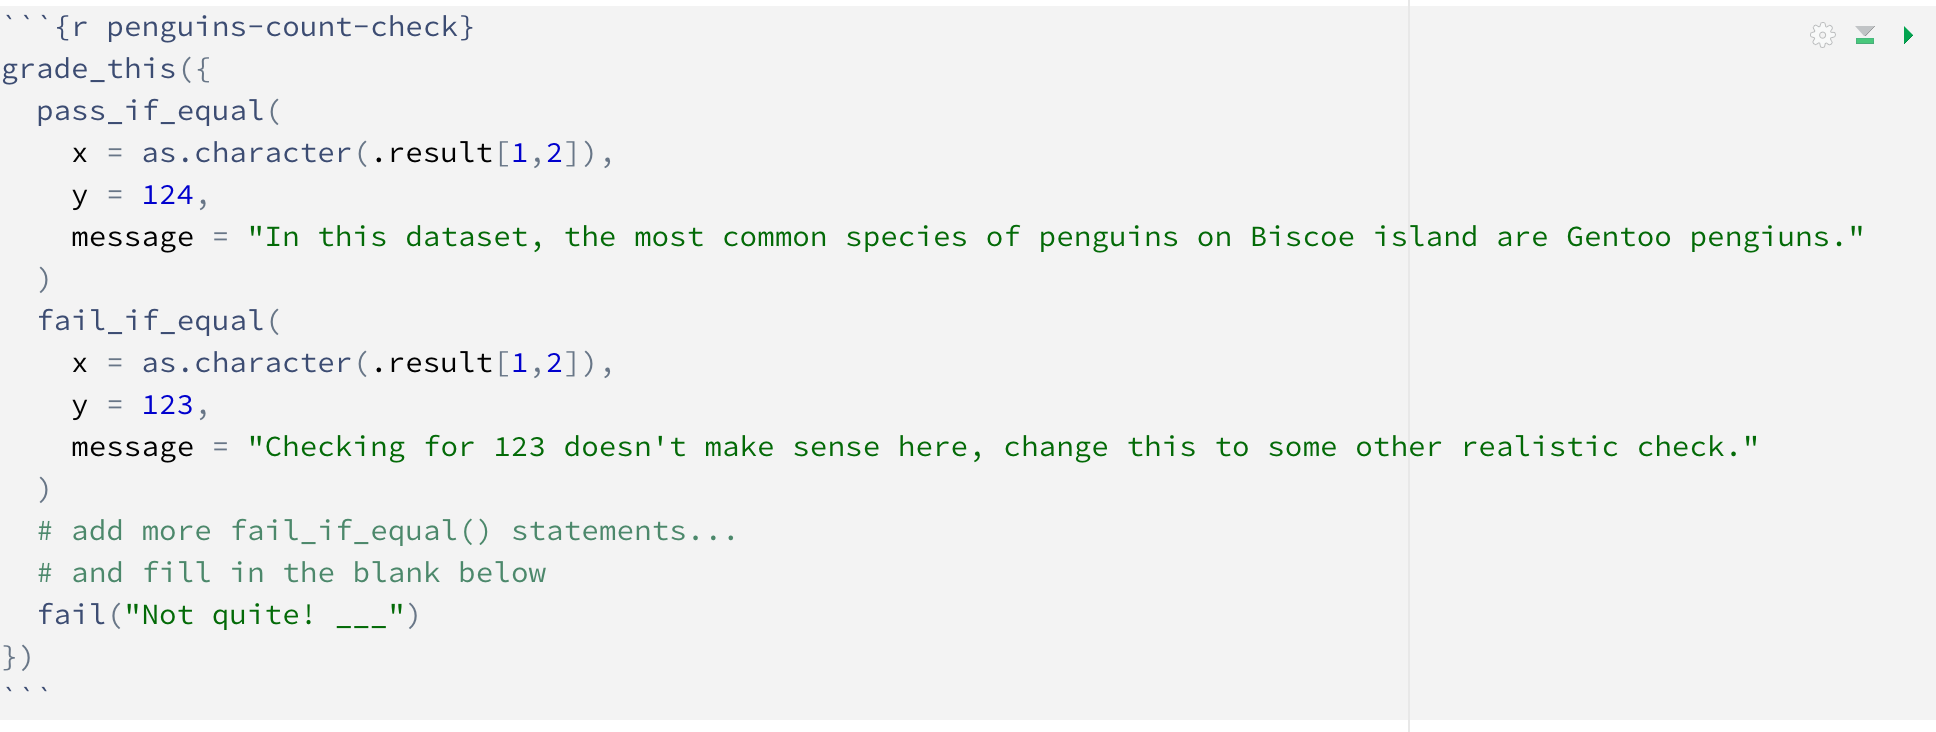 ```{r penguins-count-check}
grade_this({
  pass_if_equal(
    x = as.character(.result[1,2]),
    y = 124,
    message = "In this dataset, the most common species of penguins on Biscoe island are Gentoo pengiuns."
  )
  fail_if_equal(
    x = as.character(.result[1,2]),
    y = 123,
    message = "Checking for 123 doesn't make sense here, change this to some other realistic check."
  )
  # add more fail_if_equal() statements...
  # and fill in the blank below
  fail("Not quite! ___")
})
```